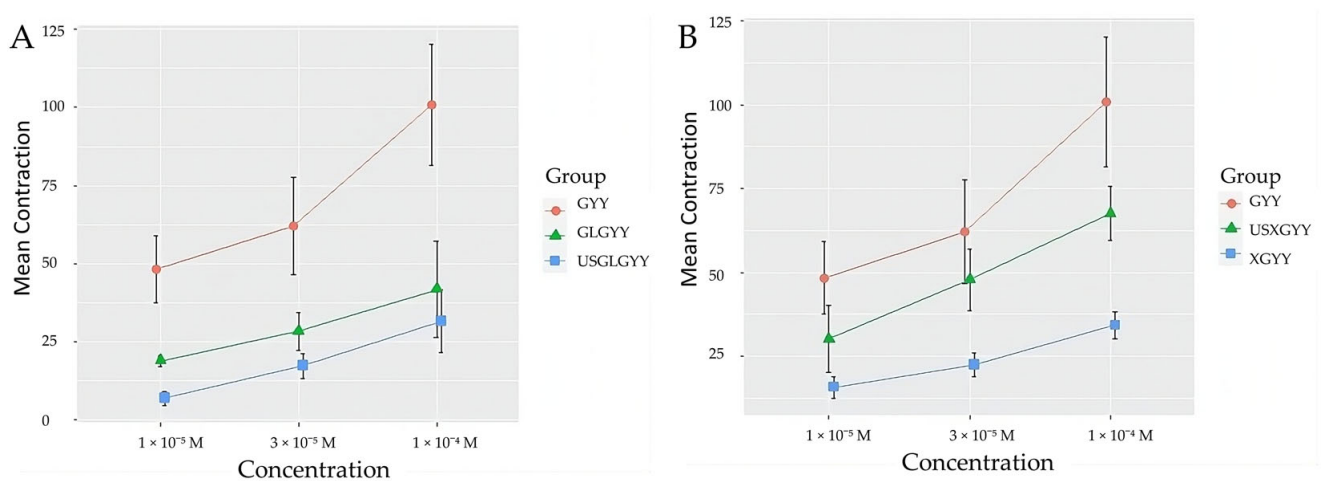 A
Mean Contraction
125
100
75
50
25
0
1 × 10⁻⁵ M
3 × 10⁻⁵ M
1 × 10⁻⁴ M
Concentration
Group
GYY
GLGYY
USGLGYY
B
Mean Contraction
125
100
75
50
25
1 × 10⁻⁵ M
3 × 10⁻⁵ M
1 × 10⁻⁴ M
Concentration
Group
GYY
USXGYY
XGYY